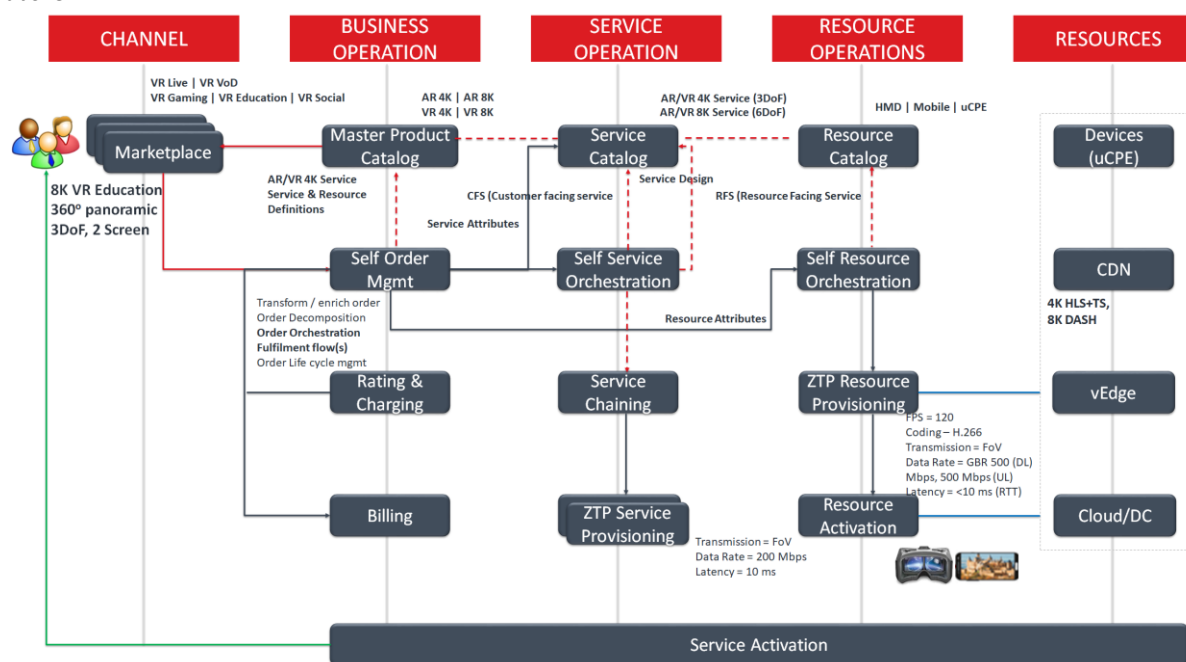 CHANNEL
BUSINESS
OPERATION
SERVICE
OPERATION
RESOURCE
OPERATIONS
RESOURCES
VR Live | VR VoD
VR Gaming | VR Education | VR Social
AR 4K | AR 8K
VR 4K | VR 8K
AR/VR 4K Service (3DoF)
AR/VR 8K Service (6DoF)
HMD | Mobile | uCPE
Marketplace
Master Product
Catalog
Service
Catalog
Resource
Catalog
Devices
(uCPE)
8K VR Education
360º panoramic
3DoF, 2 Screen
AR/VR 4K Service
Service & Resource
Definitions
CFS (Customer facing service
Service Design
RFS (Resource Facing Service
Service Attributes
Self Order
Mgmt
Self Service
Orchestration
Self Resource
Orchestration
CDN
4K HLS+TS,
8K DASH
Transform / enrich order
Order Decomposition
Order Orchestration
Fulfilment flow(s)
Order Life cycle mgmt
Resource Attributes
Rating &
Charging
Service
Chaining
ZTP Resource
Provisioning
vEdge
FPS = 120
Coding – H.266
Transmission = FoV
Data Rate = GBR 500 (DL)
Mbps, 500 Mbps (UL)
Latency = <10 ms (RTT)
Billing
ZTP Service
Provisioning
Resource
Activation
Cloud/DC
Transmission = FoV
Data Rate = 200 Mbps
Latency = 10 ms
Service Activation